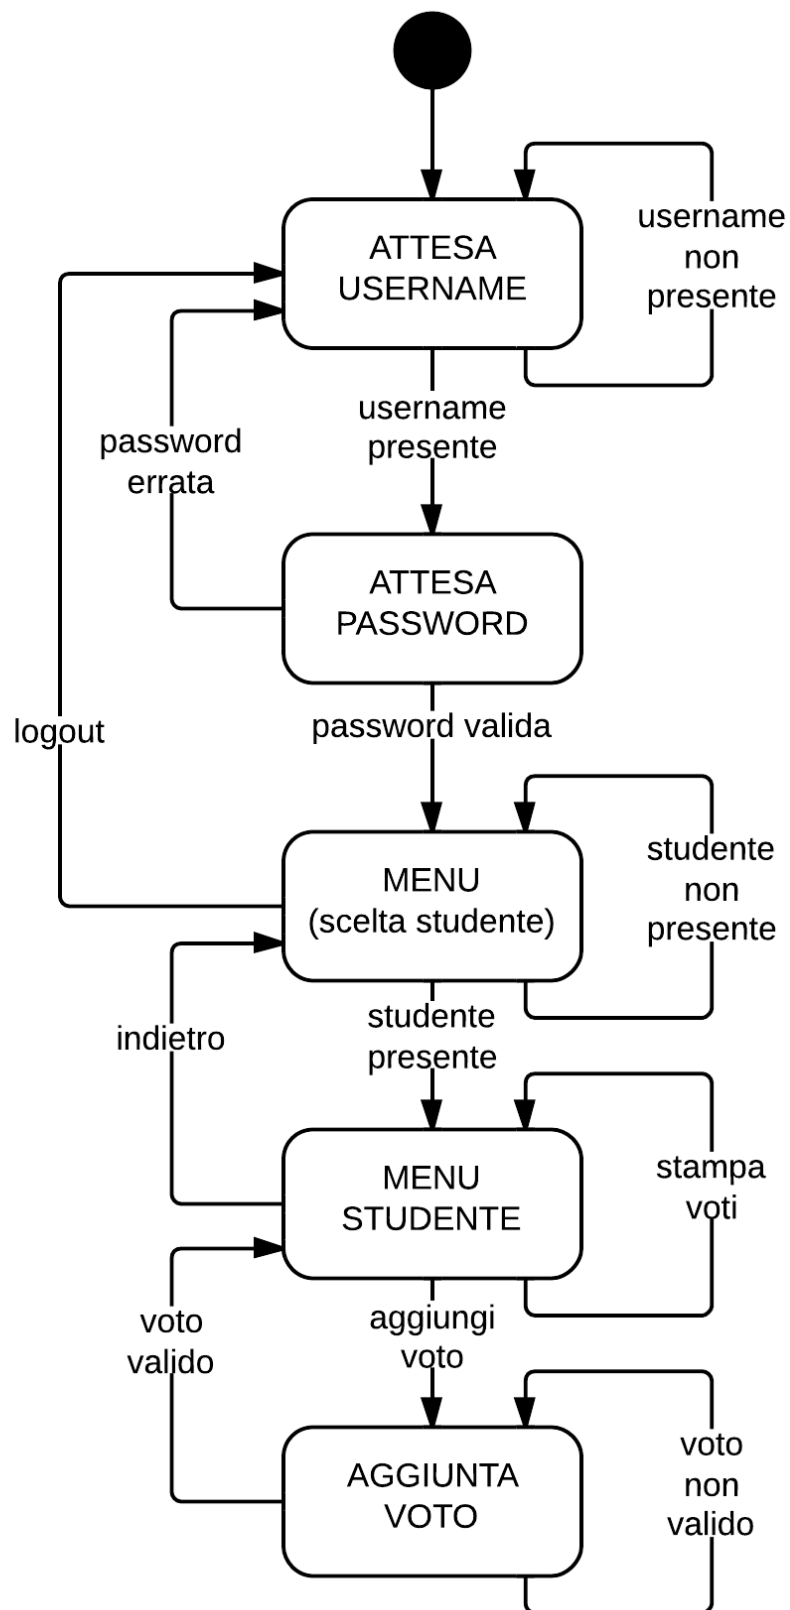 ATTESA
USERNAME
username
non
presente
username
presente
password
errata
ATTESA
PASSWORD
logout
password valida
MENU
(scelta studente)
studente
non
presente
indietro
studente
presente
MENU
STUDENTE
stampa
voti
voto
valido
aggiungi
voto
AGGIUNTA
VOTO
voto
non
valido